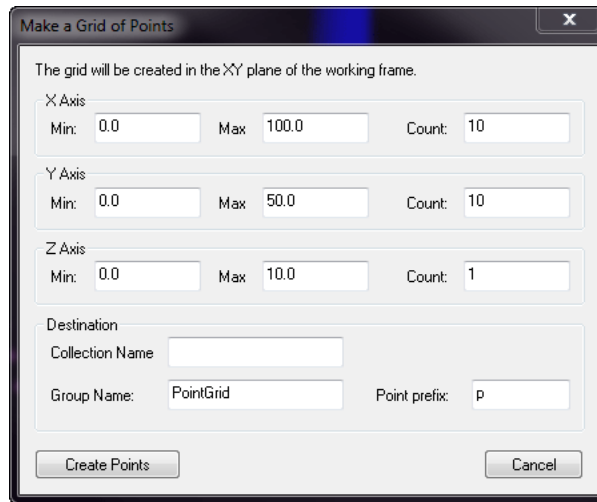 Make a Grid of Points
x
The grid will be created in the XY plane of the working frame.
X Axis
Min: 0.0 Max 100.0 Count: 10
Y Axis
Min: 0.0 Max 50.0 Count: 10
Z Axis
Min: 0.0 Max 10.0 Count: 1
Destination
Collection Name
Group Name: PointGrid Point prefix: p
Create Points Cancel